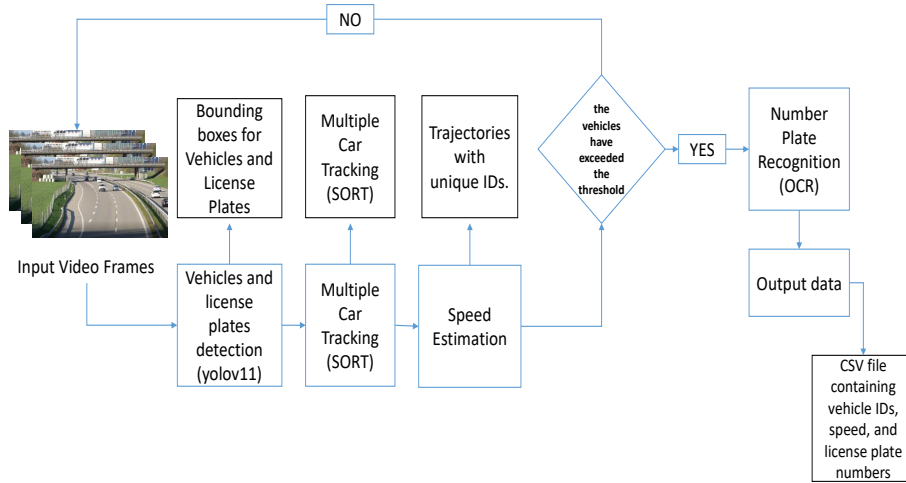 NO
Bounding
boxes for
Vehicles and
License
Plates
Multiple
Car
Tracking
(SORT)
Trajectories
with
unique IDs.
the
vehicles
have
exceeded
the
threshold
YES
Number
Plate
Recognition
(OCR)
Input Video Frames
Vehicles and
license
plates
detection
(yolov11)
Multiple
Car
Tracking
(SORT)
Speed
Estimation
Output data
CSV file
containing
vehicle IDs,
speed, and
license plate
numbers